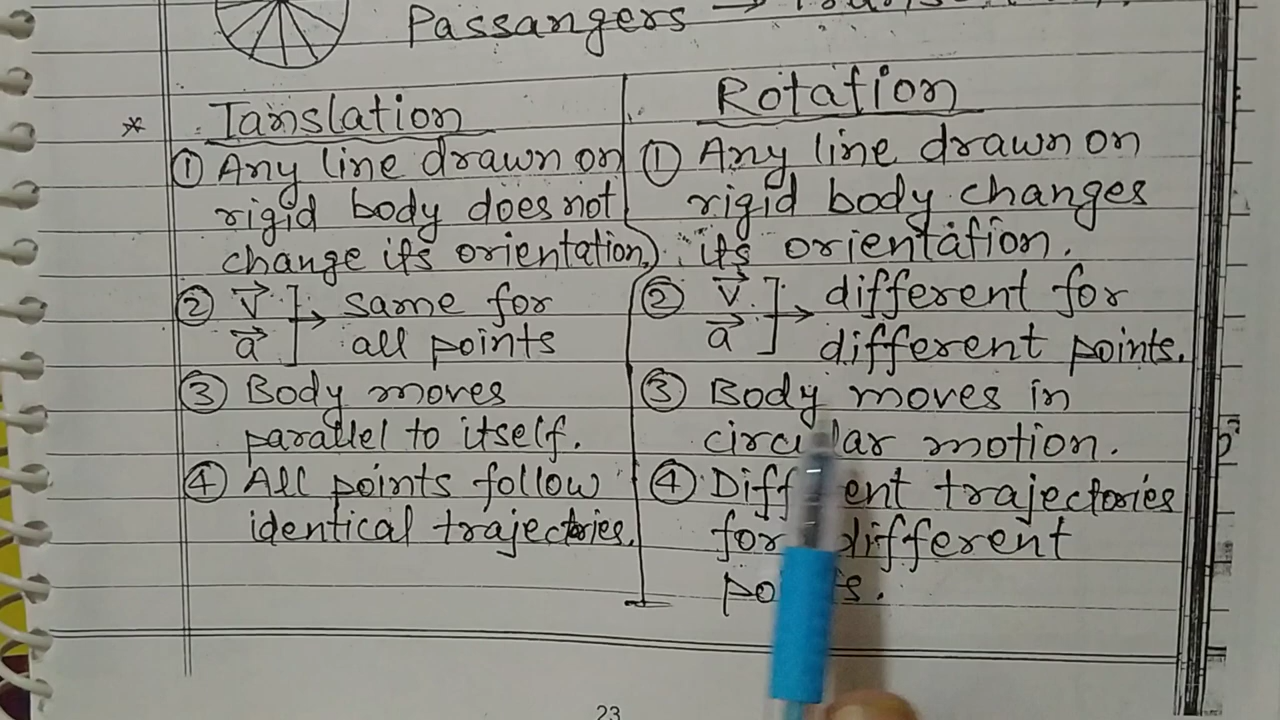 Passangers →
* Tanslation
① Any line drawn on
rigid body does not
change its orientation.
② v⃗
a⃗ ] → same for
all points
③ Body moves
parallel to itself.
④ All points follow
identical trajectories.
Rotation
① Any line drawn on
rigid body changes
its orientation.
② v⃗
a⃗ ] → different for
different points.
③ Body moves in
circular motion.
④ Different trajectories
for different
points.
23